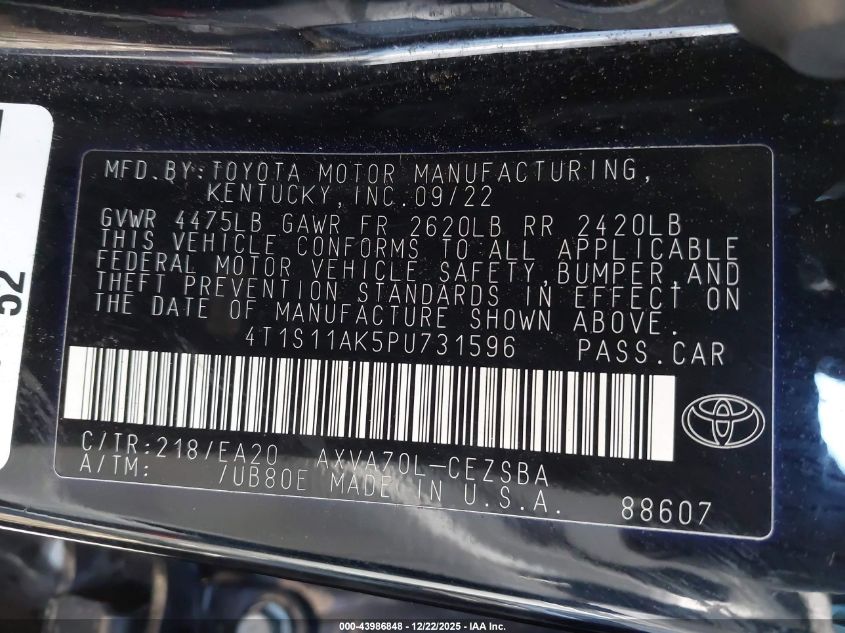 52
MFD.BY:TOYOTA MOTOR MANUFACTURING,
KENTUCKY,INC.09/22
GVWR 4475LB GAWR FR 2620LB RR 2420LB
THIS VEHICLE CONFORMS TO ALL APPLICABLE
FEDERAL MOTOR VEHICLE SAFETY,BUMPER,AND
THEFT PREVENTION STANDARDS IN EFFECT ON
THE DATE OF MANUFACTURE SHOWN ABOVE.
4T1S11AK5PU731596 PASS.CAR
C/TR:218/EA20 AXVA70L-CEZSBA
A/TM: /UB80E MADE IN U.S.A.
88607
000-43986848 - 12/22/2025 - IAA Inc.